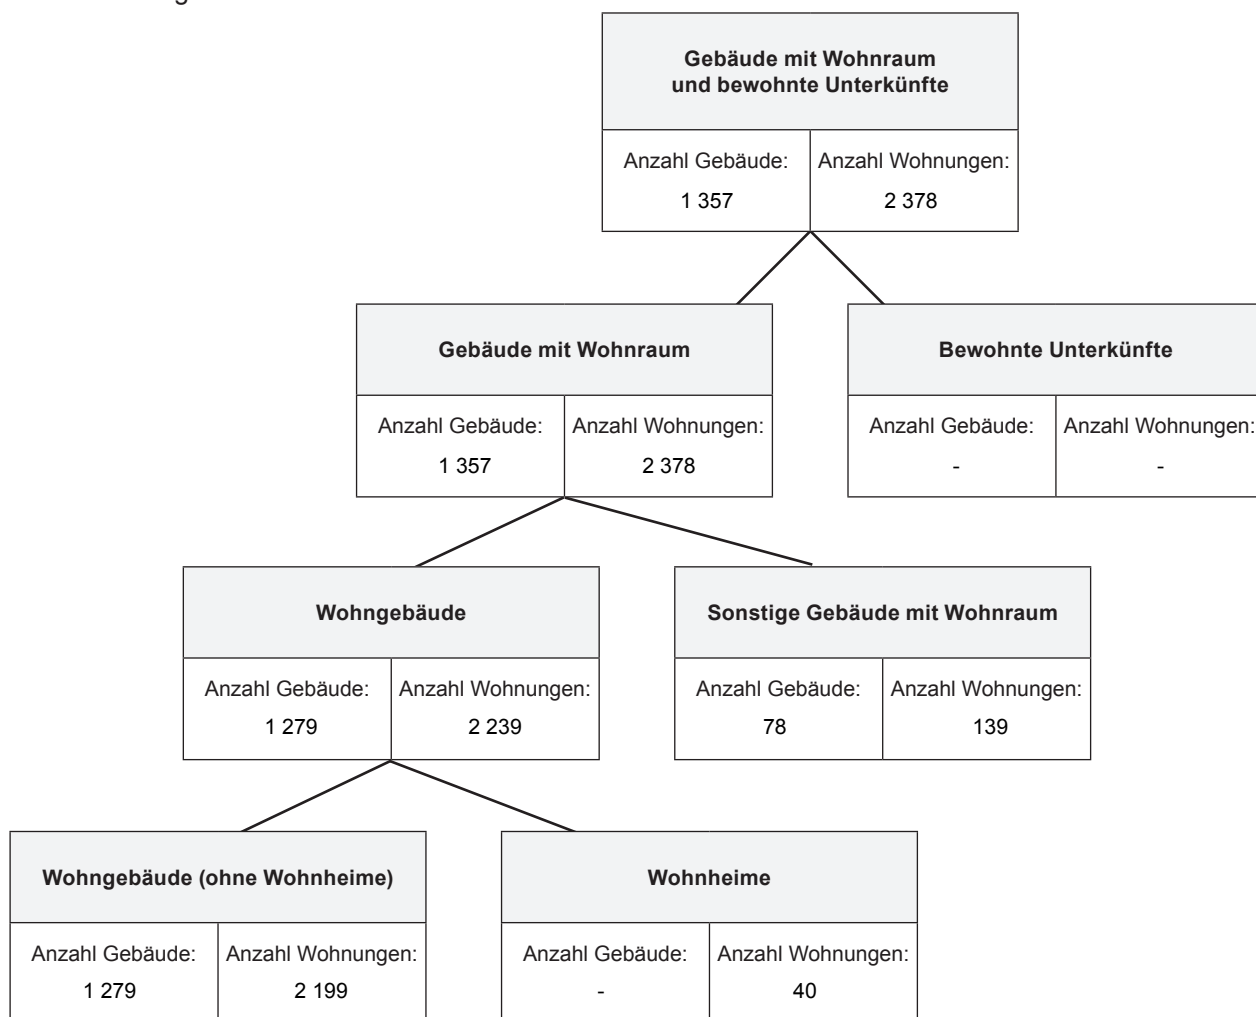 Gebäude mit Wohnraum
und bewohnte Unterkünfte
Anzahl Gebäude: Anzahl Wohnungen:
1 357 2 378
Gebäude mit Wohnraum Bewohnte Unterkünfte
Anzahl Gebäude: Anzahl Wohnungen: Anzahl Gebäude: Anzahl Wohnungen:
1 357 2 378 - -
Wohngebäude Sonstige Gebäude mit Wohnraum
Anzahl Gebäude: Anzahl Wohnungen: Anzahl Gebäude: Anzahl Wohnungen:
1 279 2 239 78 139
Wohngebäude (ohne Wohnheime) Wohnheime
Anzahl Gebäude: Anzahl Wohnungen: Anzahl Gebäude: Anzahl Wohnungen:
1 279 2 199 - 40